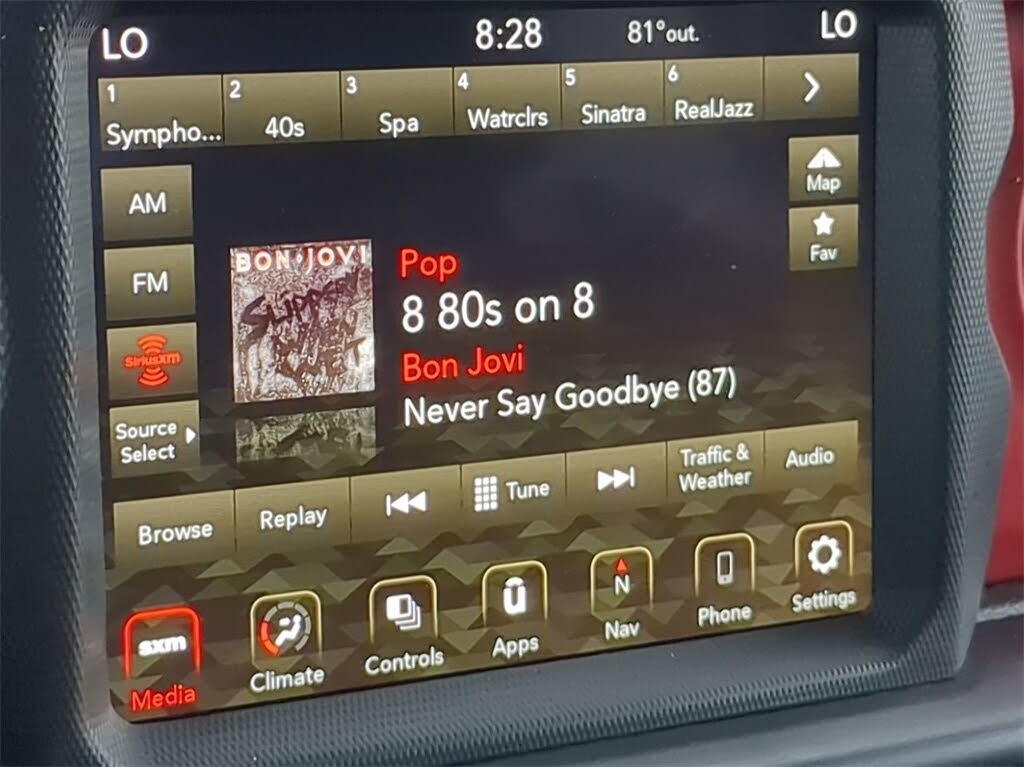 LO 8:28 81°out. LO
1 2 3 4 5 6
Sympho... 40s Spa Watrclrs Sinatra RealJazz
AM
Map
FM
Fav
BON JOVI
SLIPPERY
Pop
8 80s on 8
Bon Jovi
Never Say Goodbye (87)
SiriusXM
Source
Select
Browse Replay Tune Traffic &
Weather Audio
sxm
N
Media Climate Controls Apps Nav Phone Settings